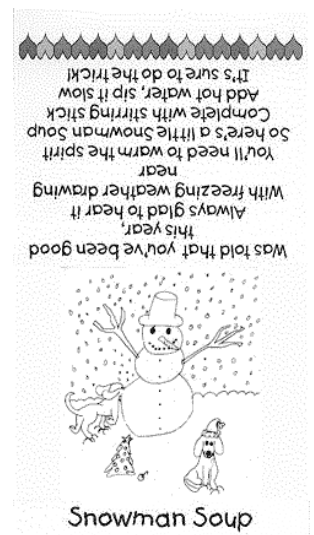 Was told that you've been good
this year,
Always glad to hear it
With freezing weather drawing
near
You'll need to warm the spirit
So here's a little Snowman Soup
Complete with stirring stick
Add hot water, sip it slow
It's sure to do the trick!
Snowman Soup